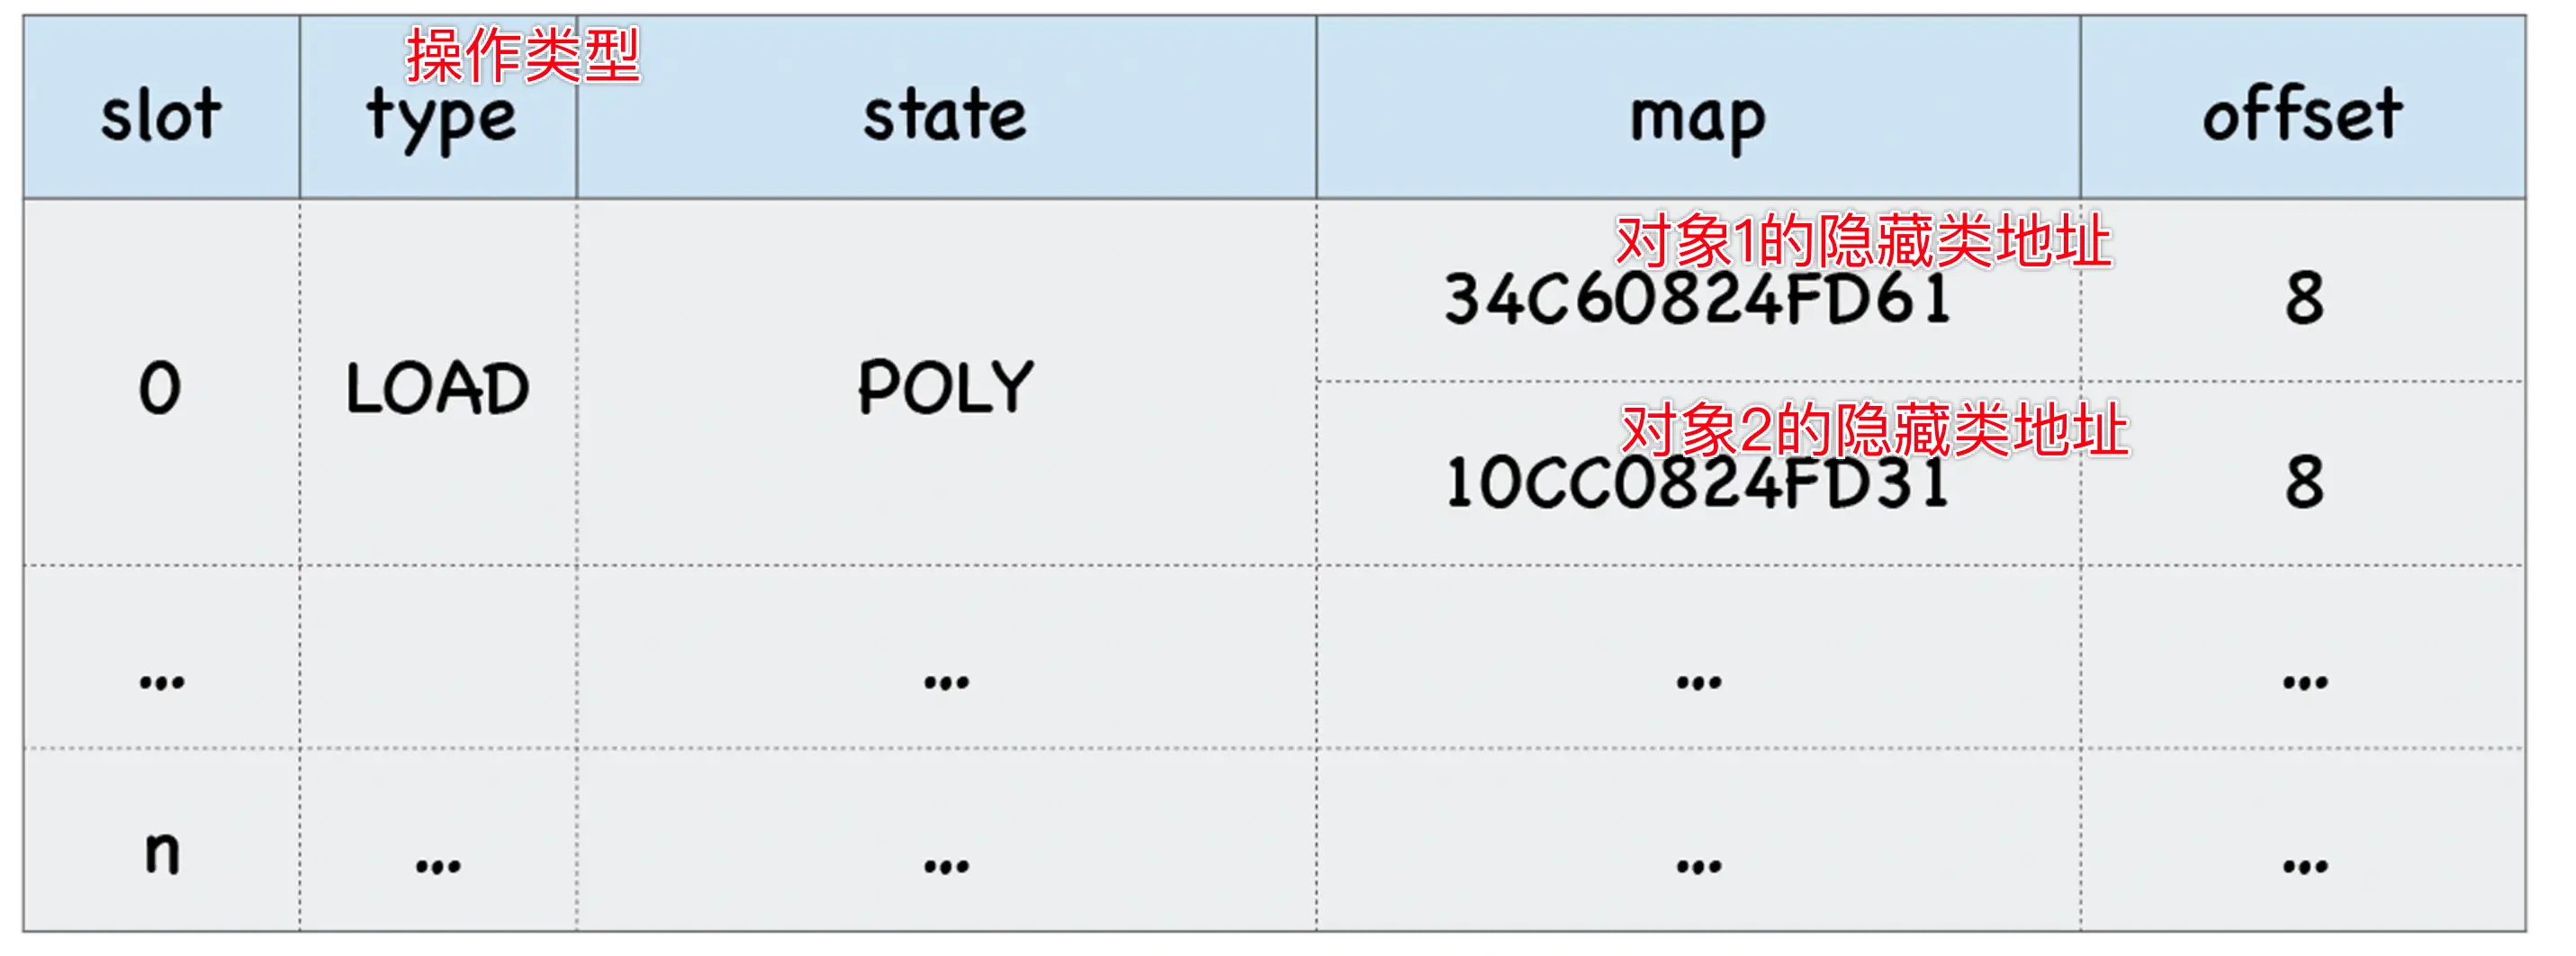 操作类型
slot type state map offset
对象1的隐藏类地址
34C60824FD61 8
0 LOAD POLY
对象2的隐藏类地址
10CC0824FD31 8
... ... ... ...
n ... ... ... ...